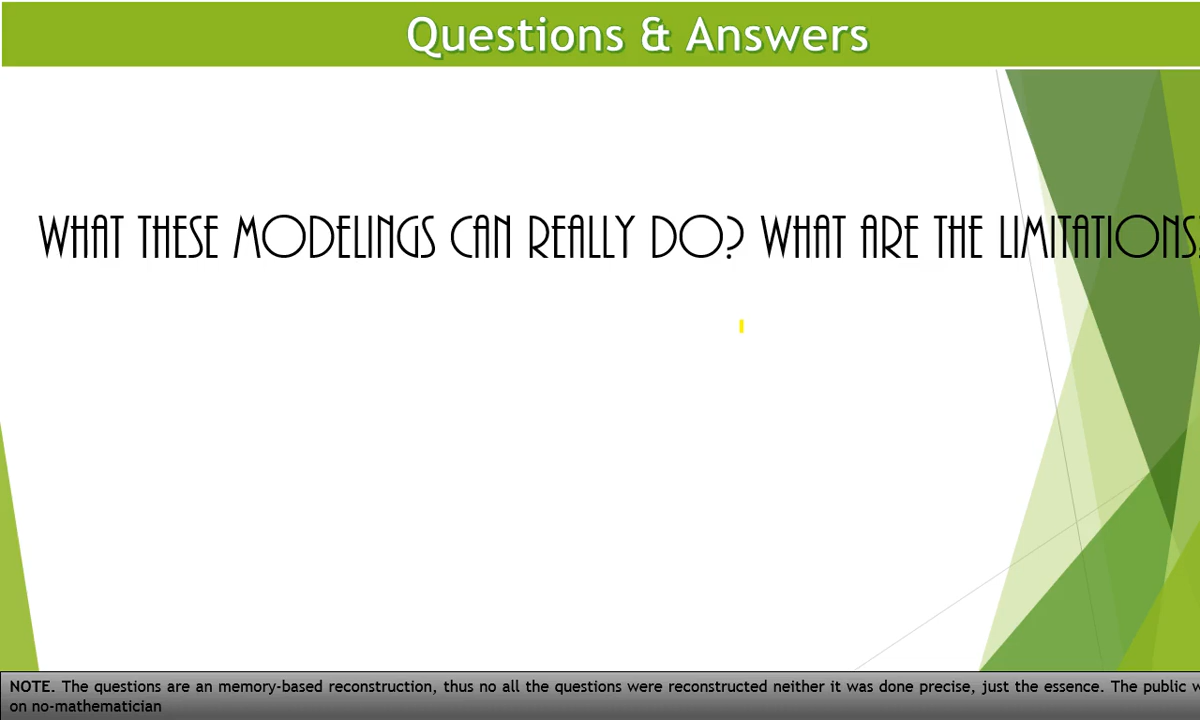 Questions & Answers
WHAT THESE MODELINGS CAN REALLY DO? WHAT ARE THE LIMITATIONS
NOTE. The questions are an memory-based reconstruction, thus no all the questions were reconstructed neither it was done precise, just the essence. The public
on no-mathematician